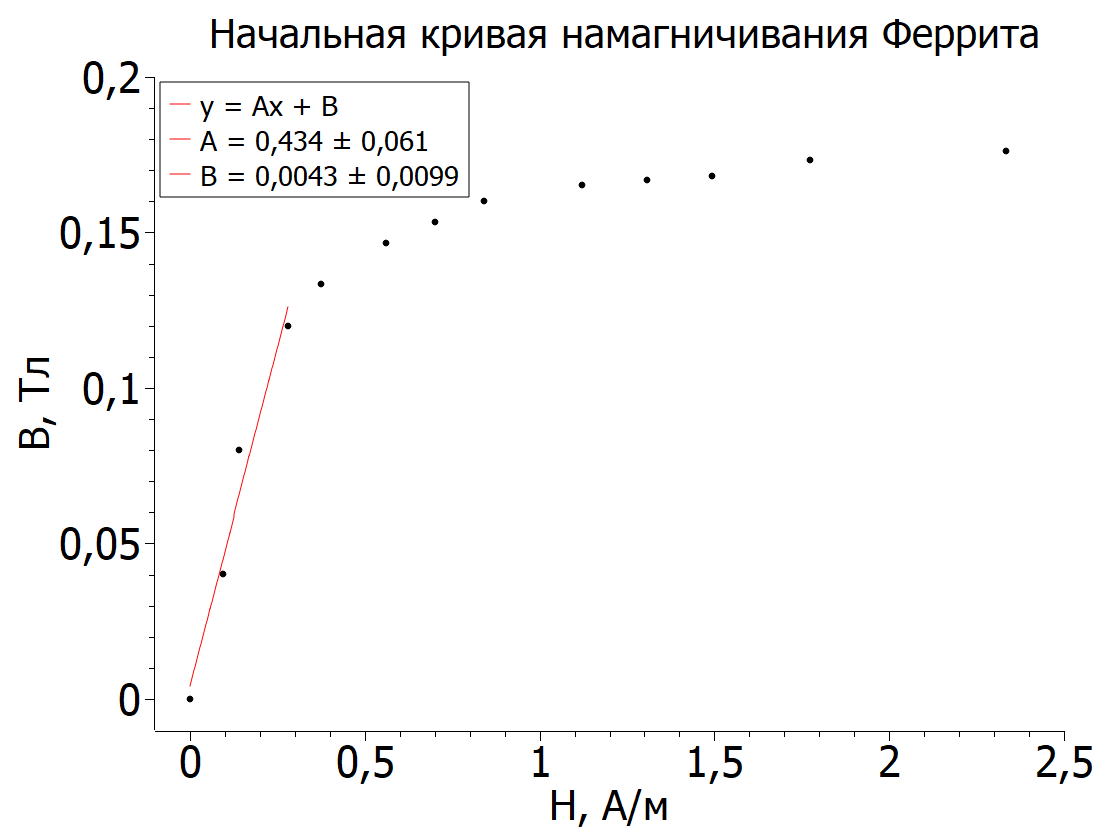 Начальная кривая намагничивания Феррита
0,2
y = Ax + B
A = 0,434 ± 0,061
B = 0,0043 ± 0,0099
0,15
0,1
0,05
0
В, Тл
0 0,5 1 1,5 2 2,5
Н, А/м